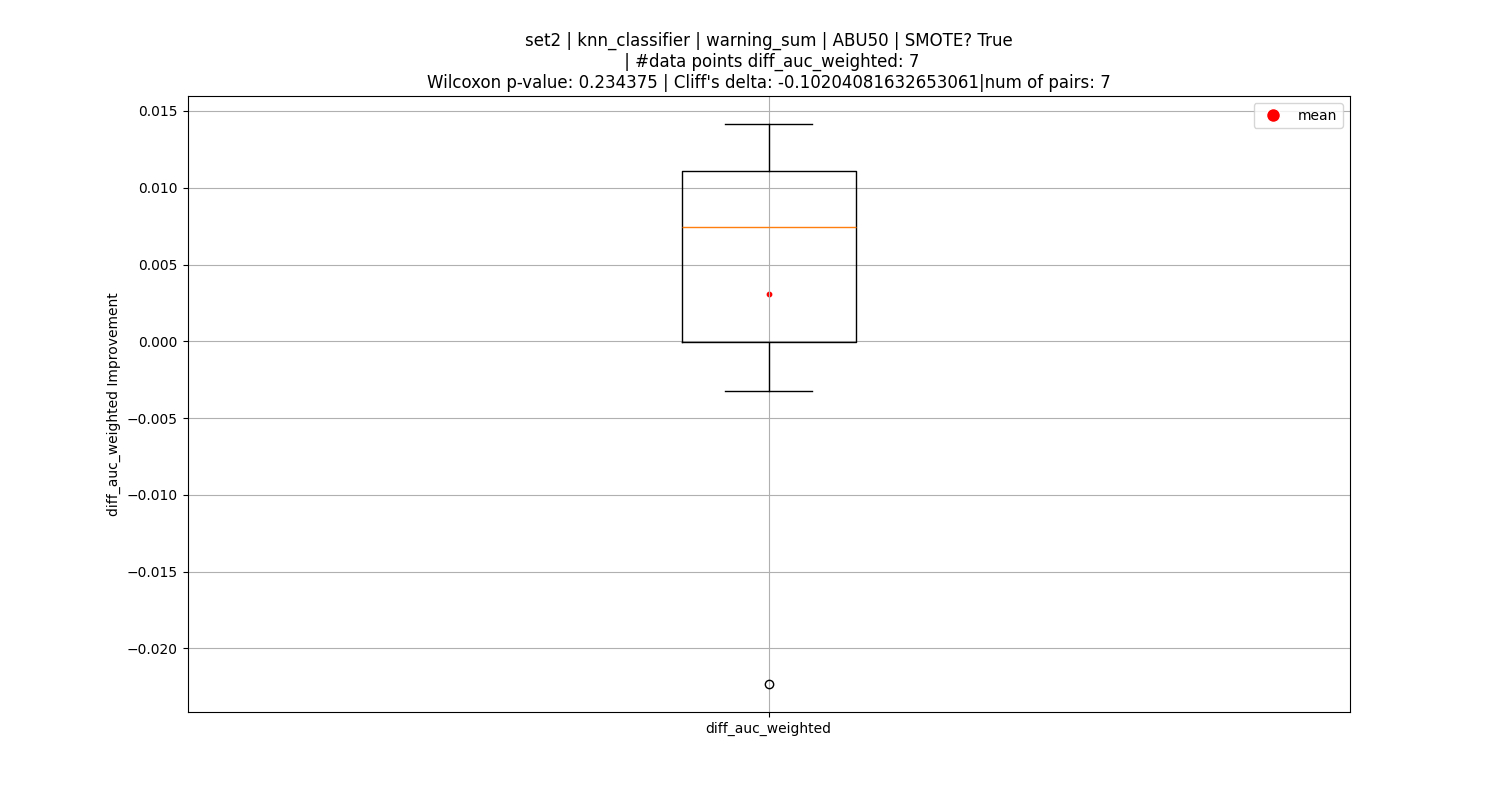 set2 | knn_classifier | warning_sum | ABU50 | SMOTE? True
| #data points diff_auc_weighted: 7
Wilcoxon p-value: 0.234375 | Cliff's delta: -0.10204081632653061|num of pairs: 7
mean
0.015
0.010
0.005
0.000
−0.005
−0.010
−0.015
−0.020
diff_auc_weighted Improvement
diff_auc_weighted